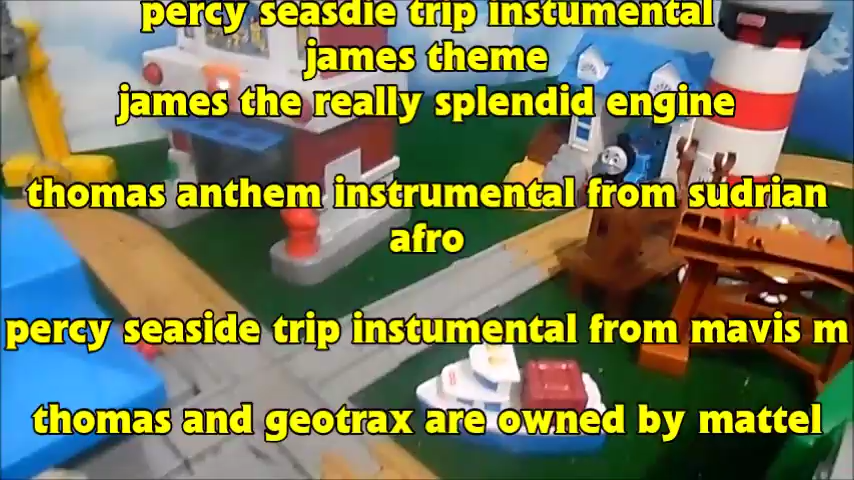 percy seasdie trip instumental
james theme
james the really splendid engine
thomas anthem instrumental from sudrian
afro
percy seaside trip instumental from mavis m
thomas and geotrax are owned by mattel